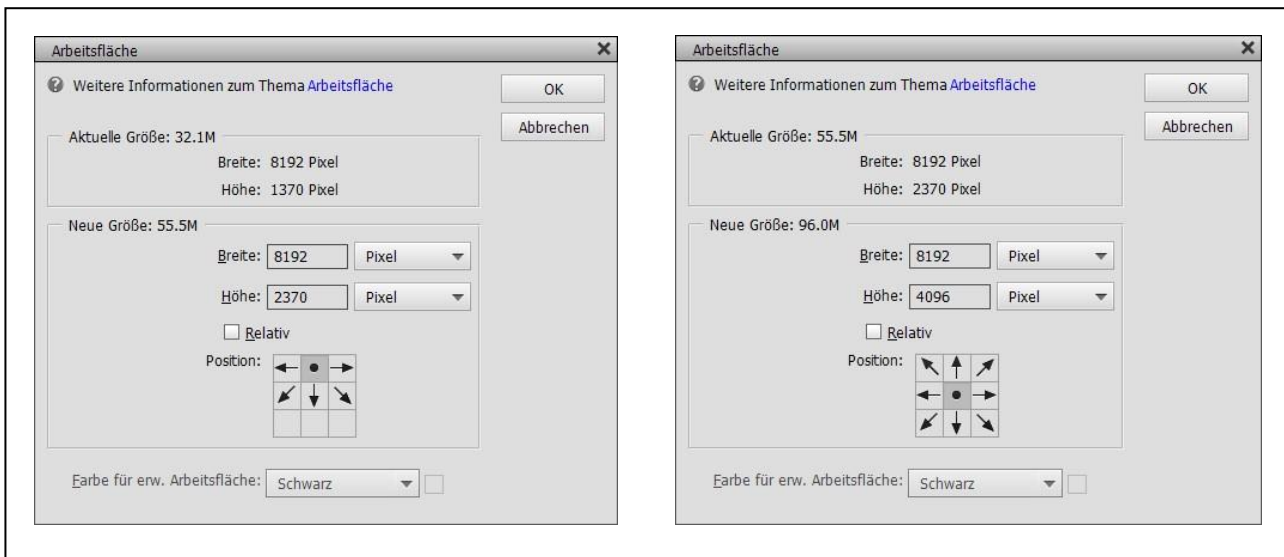 Arbeitsfläche
Weitere Informationen zum Thema Arbeitsfläche
OK
Abbrechen
Aktuelle Größe: 32.1M
Breite: 8192 Pixel
Höhe: 1370 Pixel
Neue Größe: 55.5M
Breite: 8192 Pixel
Höhe: 2370 Pixel
Relativ
Position:
Farbe für erw. Arbeitsfläche: Schwarz
Arbeitsfläche
Weitere Informationen zum Thema Arbeitsfläche
OK
Abbrechen
Aktuelle Größe: 55.5M
Breite: 8192 Pixel
Höhe: 2370 Pixel
Neue Größe: 96.0M
Breite: 8192 Pixel
Höhe: 4096 Pixel
Relativ
Position:
Farbe für erw. Arbeitsfläche: Schwarz